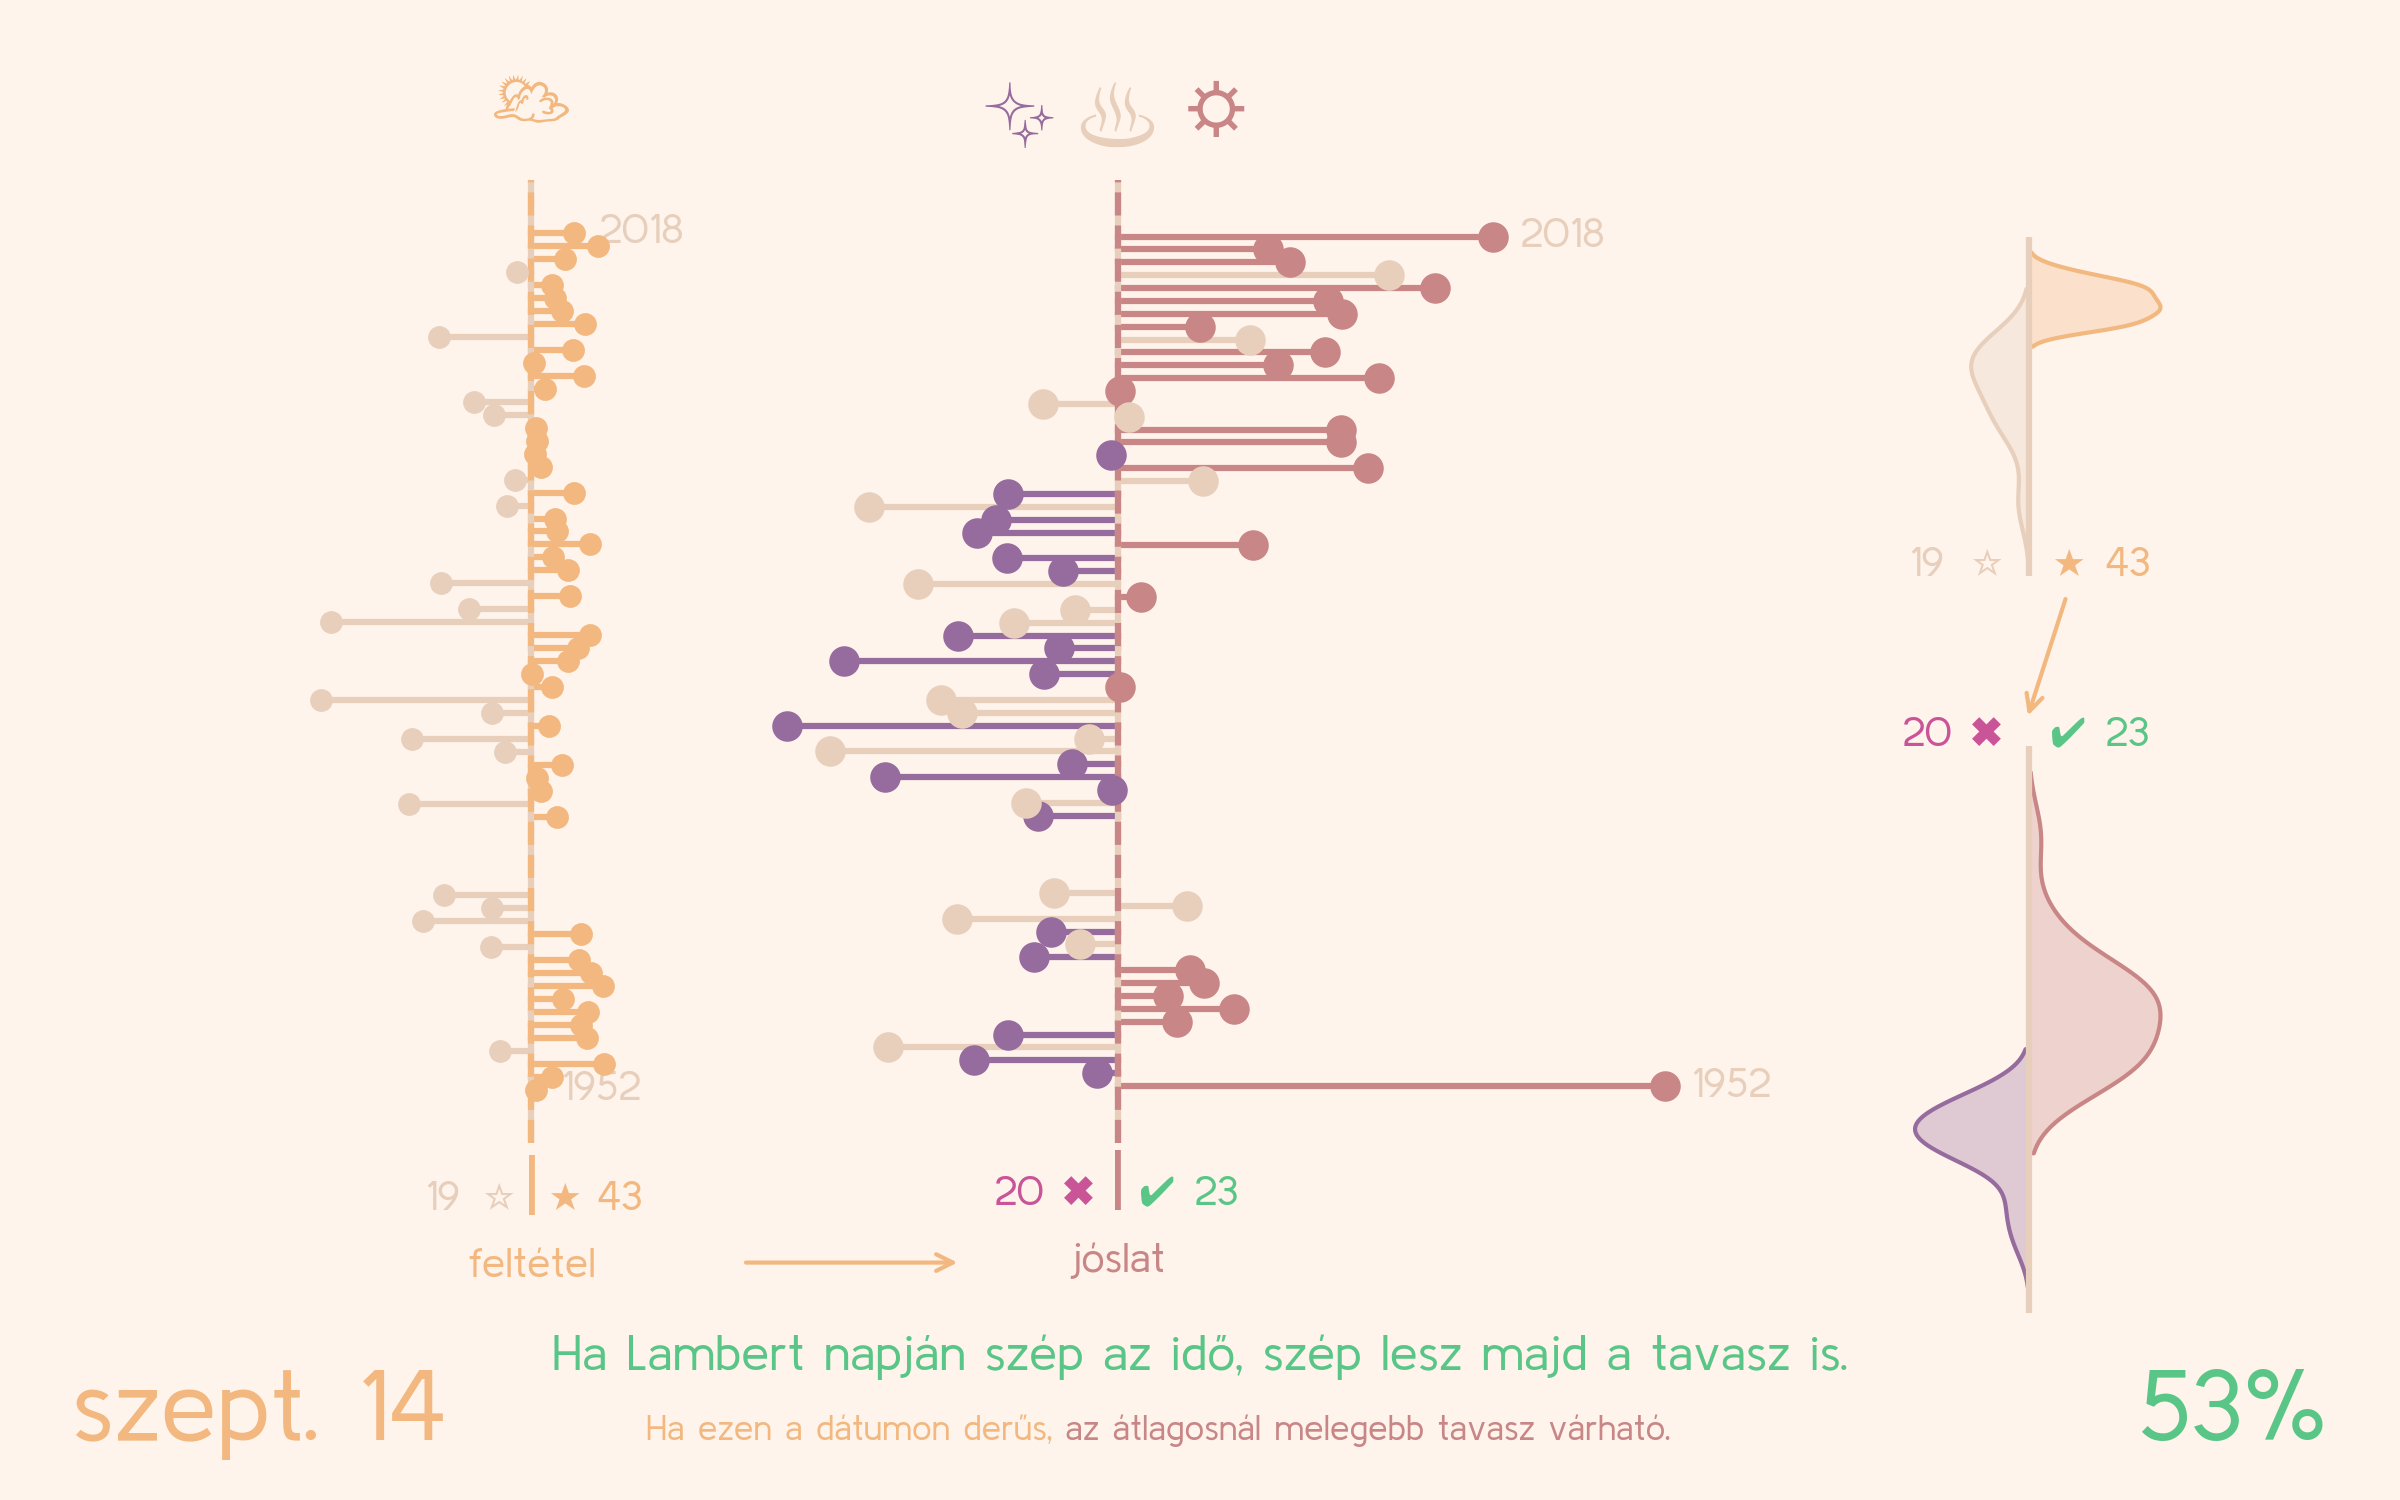 2018
2018
19 ☆ ★ 43
20 ✖ ✔ 23
1952
1952
19 ☆ ★ 43
20 ✖ ✔ 23
feltétel
jóslat
Ha Lambert napján szép az idő, szép lesz majd a tavasz is.
szept. 14
53%
Ha ezen a dátumon derűs, az átlagosnál melegebb tavasz várható.